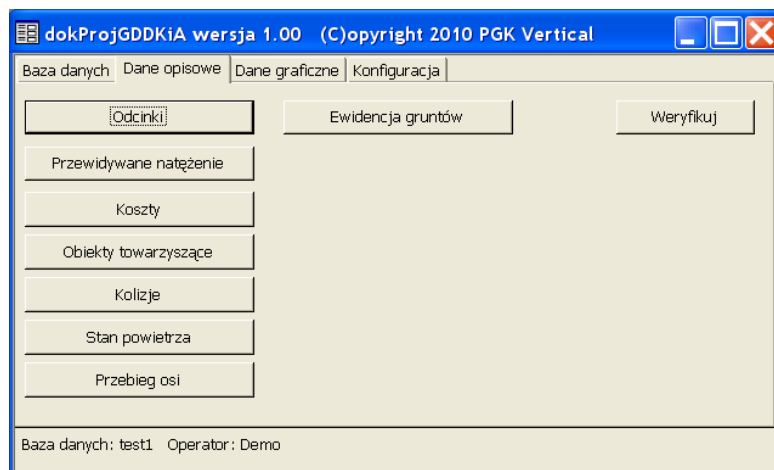 dokProjGDDKiA wersja 1.00 (C)opyright 2010 PGK Vertical
Baza danych Dane opisowe Dane graficzne Konfiguracja
Odcinki Ewidencja gruntów Weryfikuj
Przewidywane natężenie
Koszty
Obiekty towarzyszące
Kolizje
Stan powietrza
Przebieg osi
Baza danych: test1 Operator: Demo